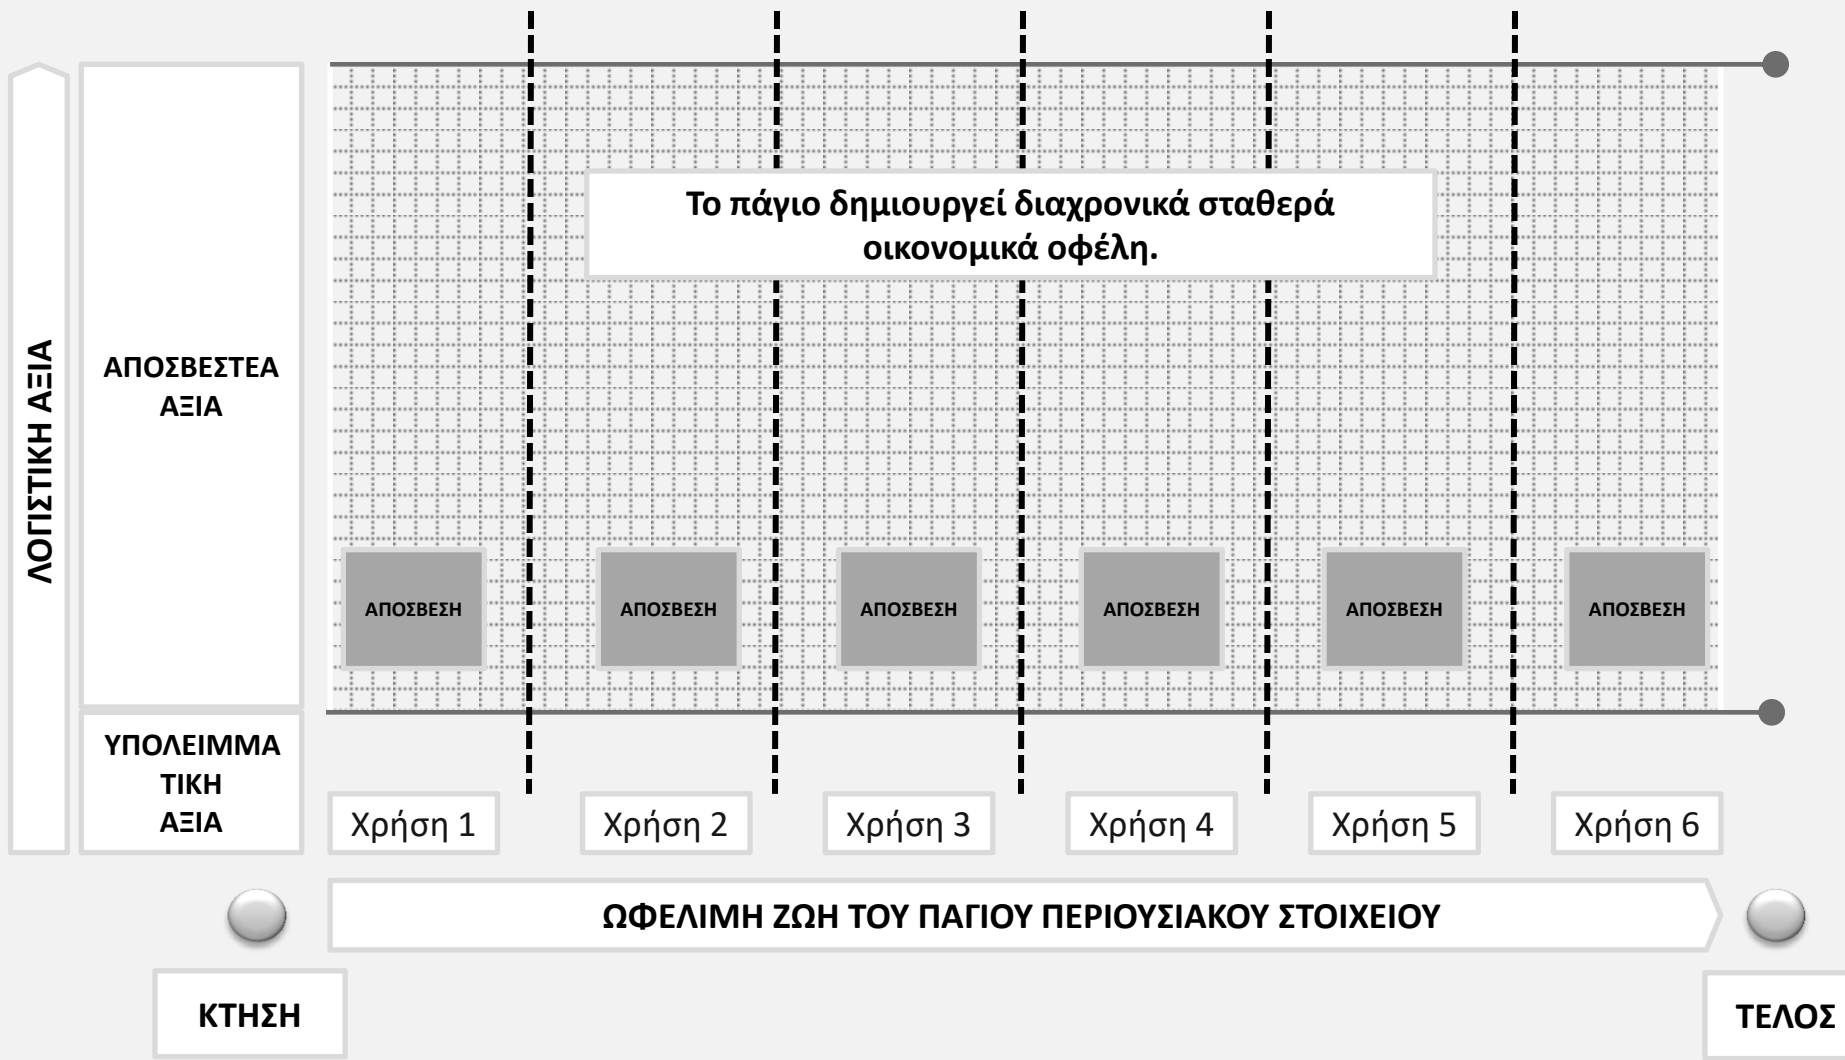 ΛΟΓΙΣΤΙΚΗ ΑΞΙΑ
ΑΠΟΣΒΕΣΤΕΑ
ΑΞΙΑ
Το πάγιο δημιουργεί διαχρονικά σταθερά
οικονομικά οφέλη.
ΑΠΟΣΒΕΣΗ
ΑΠΟΣΒΕΣΗ
ΑΠΟΣΒΕΣΗ
ΑΠΟΣΒΕΣΗ
ΑΠΟΣΒΕΣΗ
ΑΠΟΣΒΕΣΗ
ΥΠΟΛΕΙΜΜΑ
ΤΙΚΗ
ΑΞΙΑ
Χρήση 1
Χρήση 2
Χρήση 3
Χρήση 4
Χρήση 5
Χρήση 6
ΩΦΕΛΙΜΗ ΖΩΗ ΤΟΥ ΠΑΓΙΟΥ ΠΕΡΙΟΥΣΙΑΚΟΥ ΣΤΟΙΧΕΙΟΥ
ΚΤΗΣΗ
ΤΕΛΟΣ